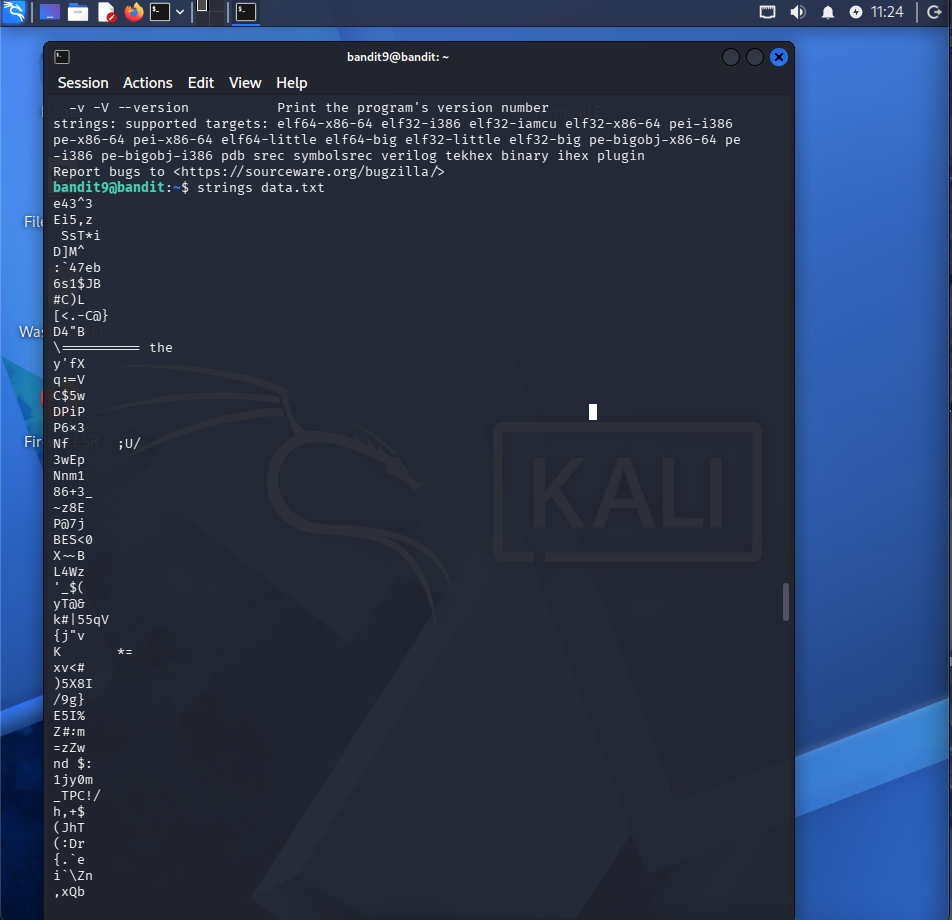 11:24
bandit9@bandit: ~
Session Actions Edit View Help
-v -V --version Print the program's version number
strings: supported targets: elf64-x86-64 elf32-i386 elf32-iamcu elf32-x86-64 pei-i386
pe-x86-64 pei-x86-64 elf64-little elf64-big elf32-little elf32-big pe-bigobj-x86-64 pe
-i386 pe-bigobj-i386 pdb srec symbolsrec verilog tekhex binary ihex plugin
Report bugs to <https://sourceware.org/bugzilla/>
bandit9@bandit:~$ strings data.txt
e43^3
Ei5,z
 SsT*i
D]M^
:`47eb
6s1$JB
#C)L
[<.-C@}
D4"B
\========== the
y'fX
q:=V
C$5w
DPiP
P6×3
Nf ;U/
3wEp
Nnm1
86+3_
~z8E
P@7j
BES<0
X~~B
L4Wz
'_$(
yT@&
k#|55qV
{j"v
K *=
xv<#
)5X8I
/9g}
E5I%
Z#:m
=zZw
nd $:
1jy0m
_TPC!/
h,+$
(JhT
(:Dr
{.`e
i`\Zn
,xQb
KALI